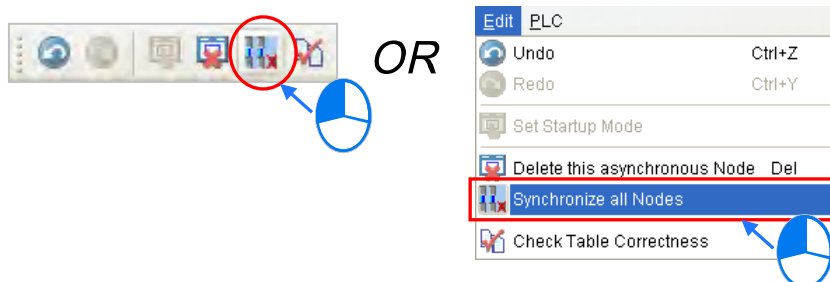 OR
Edit PLC
Undo Ctrl+Z
Redo Ctrl+Y
Set Startup Mode
Delete this asynchronous Node Del
Synchronize all Nodes
Check Table Correctness